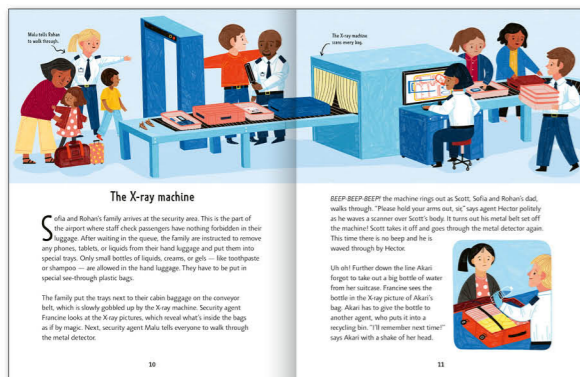 Malu tells Rohan
to walk through.
The X-ray machine
scans every bag.
The X-ray machine
Sofia and Rohan's family arrives at the security area. This is the part
of the airport where staff check passengers have nothing forbidden in their
luggage. After waiting in the queue, the family are instructed to remove
any phones, tablets, or liquids from their hand luggage and put them into
special trays. Only small bottles of liquids, creams, or gels — like toothpaste
or shampoo — are allowed in the hand luggage. They have to be put in
special see-through plastic bags.
The family put the trays next to their cabin baggage on the conveyor
belt, which is slowly gobbled up by the X-ray machine. Security agent
Francine looks at the X-ray pictures, which reveal what's inside the bags
as if by magic. Next, security agent Malu tells everyone to walk through
the metal detector.
10
BEEP-BEEP-BEEP! the machine rings out as Scott, Sofia and Rohan's dad,
walks through. "Please hold your arms out, sir," says agent Hector politely
as he waves a scanner over Scott's body. It turns out his metal belt set off
the machine! Scott takes it off and goes through the metal detector again.
This time there is no beep and he is
waved through by Hector.
Uh oh! Further down the line Akari
forgot to take out a big bottle of water
from her suitcase. Francine sees the
bottle in the X-ray picture of Akari's
bag. Akari has to give the bottle to
another agent, who puts it into a
recycling bin. "I'll remember next time!"
says Akari with a shake of her head.
11